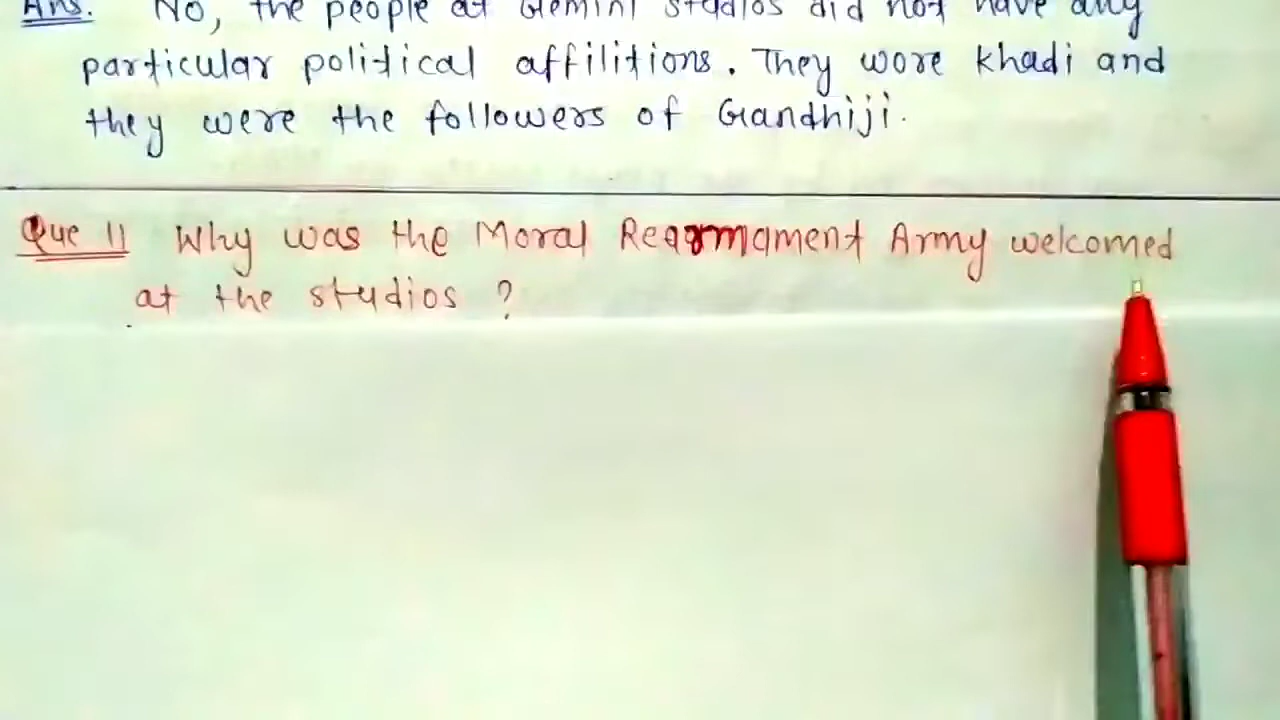 Ans. No, the people at Gemini studios did not have any
particular political affilitions. They wore khadi and
they were the followers of Gandhiji.
Que 11 Why was the Moral Rearmament Army welcomed
at the studios ?